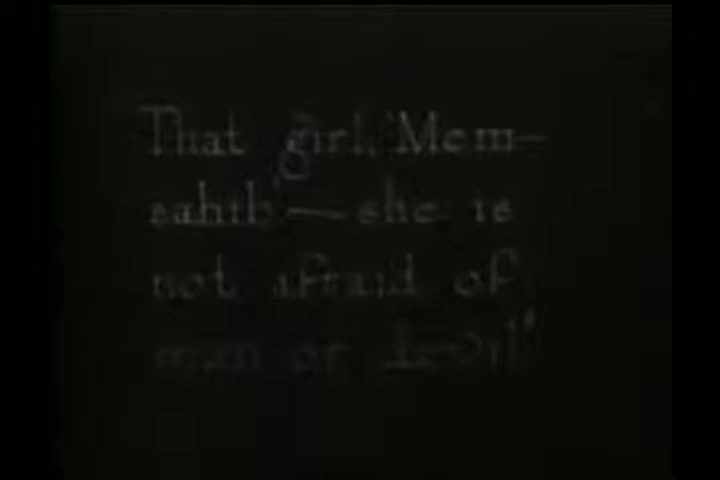 That girl, Mem-
sahib — she is
not afraid of
man or devil"